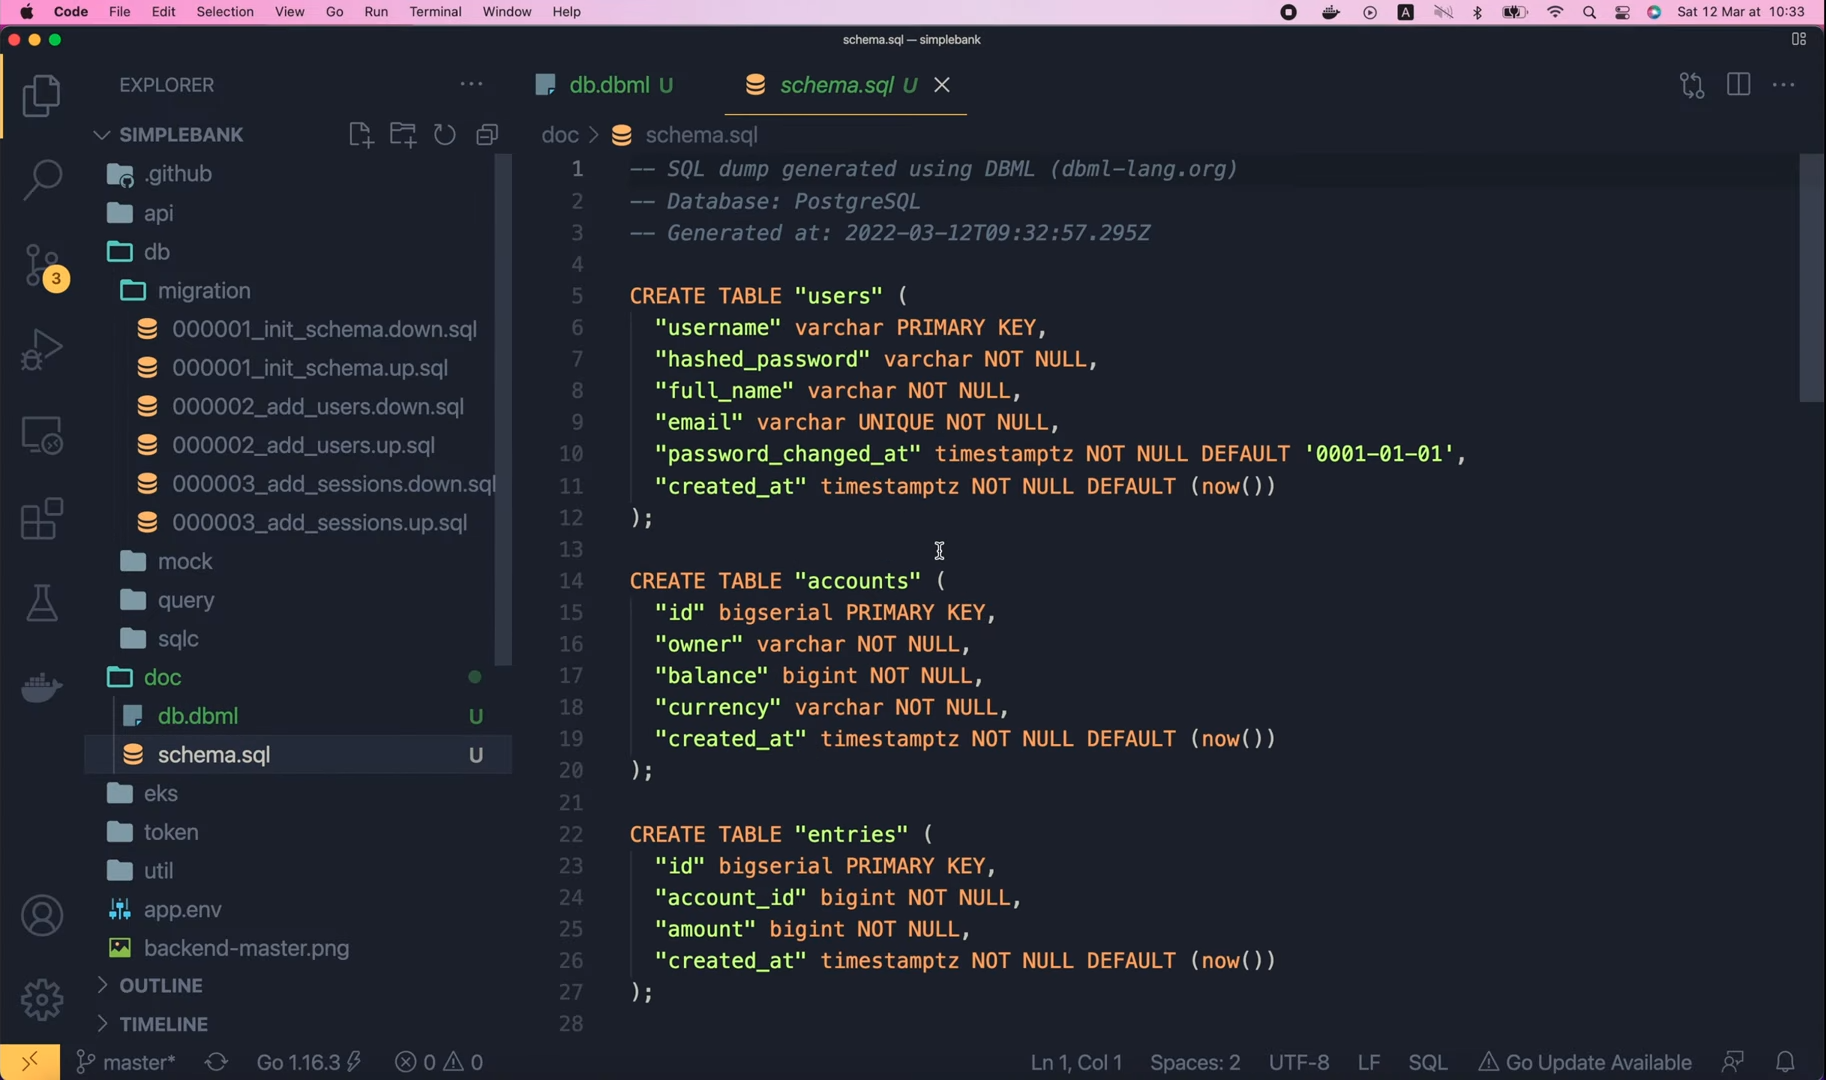 Code File Edit Selection View Go Run Terminal Window Help A Sat 12 Mar at 10:33
schema.sql — simplebank
EXPLORER
db.dbml U
schema.sql U
SIMPLEBANK
doc > schema.sql
.github
api
db
migration
000001_init_schema.down.sql
000001_init_schema.up.sql
000002_add_users.down.sql
000002_add_users.up.sql
000003_add_sessions.down.sql
000003_add_sessions.up.sql
mock
query
sqlc
doc
db.dbml U
schema.sql U
eks
token
util
app.env
backend-master.png
OUTLINE
TIMELINE
3
1 -- SQL dump generated using DBML (dbml-lang.org)
2 -- Database: PostgreSQL
3 -- Generated at: 2022-03-12T09:32:57.295Z
4
5 CREATE TABLE "users" (
6 "username" varchar PRIMARY KEY,
7 "hashed_password" varchar NOT NULL,
8 "full_name" varchar NOT NULL,
9 "email" varchar UNIQUE NOT NULL,
10 "password_changed_at" timestamptz NOT NULL DEFAULT '0001-01-01',
11 "created_at" timestamptz NOT NULL DEFAULT (now())
12 );
13
14 CREATE TABLE "accounts" (
15 "id" bigserial PRIMARY KEY,
16 "owner" varchar NOT NULL,
17 "balance" bigint NOT NULL,
18 "currency" varchar NOT NULL,
19 "created_at" timestamptz NOT NULL DEFAULT (now())
20 );
21
22 CREATE TABLE "entries" (
23 "id" bigserial PRIMARY KEY,
24 "account_id" bigint NOT NULL,
25 "amount" bigint NOT NULL,
26 "created_at" timestamptz NOT NULL DEFAULT (now())
27 );
28
master* Go 1.16.3 0 0 Ln 1, Col 1 Spaces: 2 UTF-8 LF SQL Go Update Available